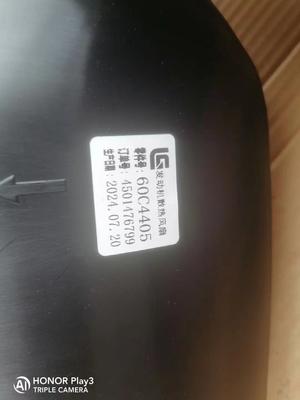 发动机散热风扇
零件号: 60C4405
订单号: 4501476799
生产日期: 2024.07.20
HONOR Play3
TRIPLE CAMERA